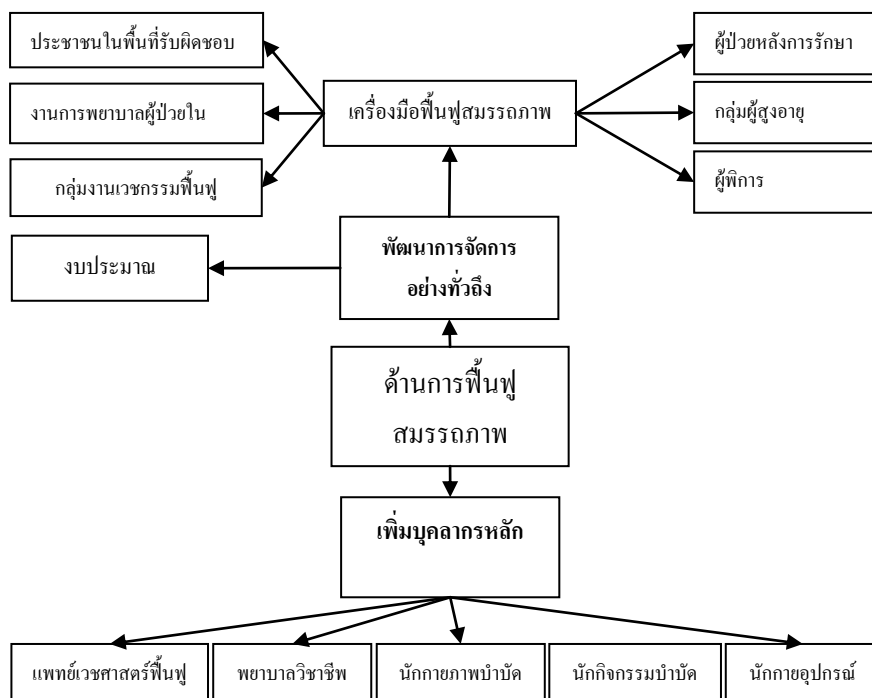 ประชาชนในพื้นที่รับผิดชอบ
ผู้ป่วยหลังการรักษา
งานการพยาบาลผู้ป่วยใน
เครื่องมือฟื้นฟูสมรรถภาพ
กลุ่มผู้สูงอายุ
กลุ่มงานเวชกรรมฟื้นฟู
ผู้พิการ
งบประมาณ
พัฒนาการจัดการ
อย่างทั่วถึง
ด้านการฟื้นฟู
สมรรถภาพ
เพิ่มบุคลากรหลัก
แพทย์เวชศาสตร์ฟื้นฟู
พยาบาลวิชาชีพ
นักกายภาพบำบัด
นักกิจกรรมบำบัด
นักกายอุปกรณ์